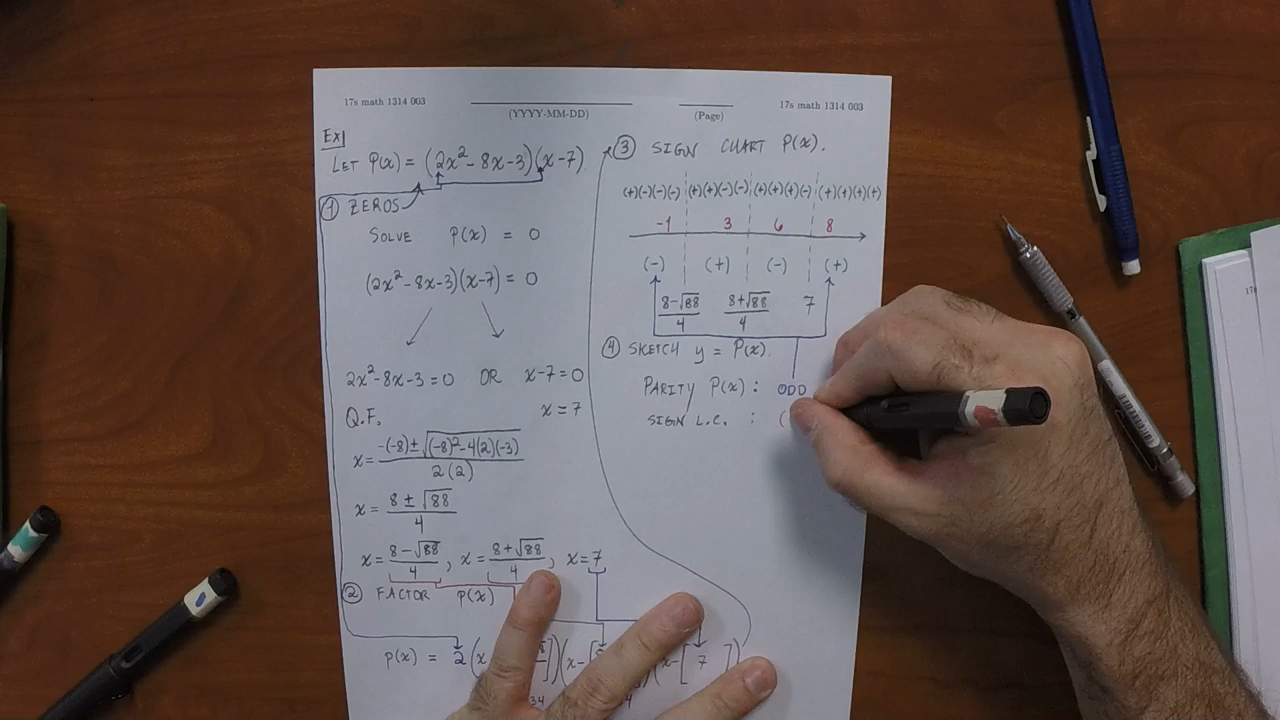 17s math 1314 003
(YYYY-MM-DD)
(Page)
17s math 1314 003
Ex1
LET P(x) = (2x²-8x-3)(x-7)
① ZEROS
SOLVE P(x) = 0
(2x²-8x-3)(x-7) = 0
2x²-8x-3=0 OR x-7=0
Q.F. x=7
x = (-(-8)±√((-8)²-4(2)(-3)))/(2(2))
x = (8 ± √88)/4
x = (8-√88)/4 , x = (8+√88)/4 , x=7
② FACTOR P(x)
P(x) = 2(x
])(x-[
](x-[ 7 ])
③ SIGN CHART P(x).
(+)(-)(-)(-) (+)(+)(-)(-) (+)(+)(+)(-) (+)(+)(+)(+)
-1 3 6 8
(-) (+) (-) (+)
(8-√88)/4 (8+√88)/4 7
④ SKETCH y = P(x).
PARITY P(x) : ODD
SIGN L.C. : (